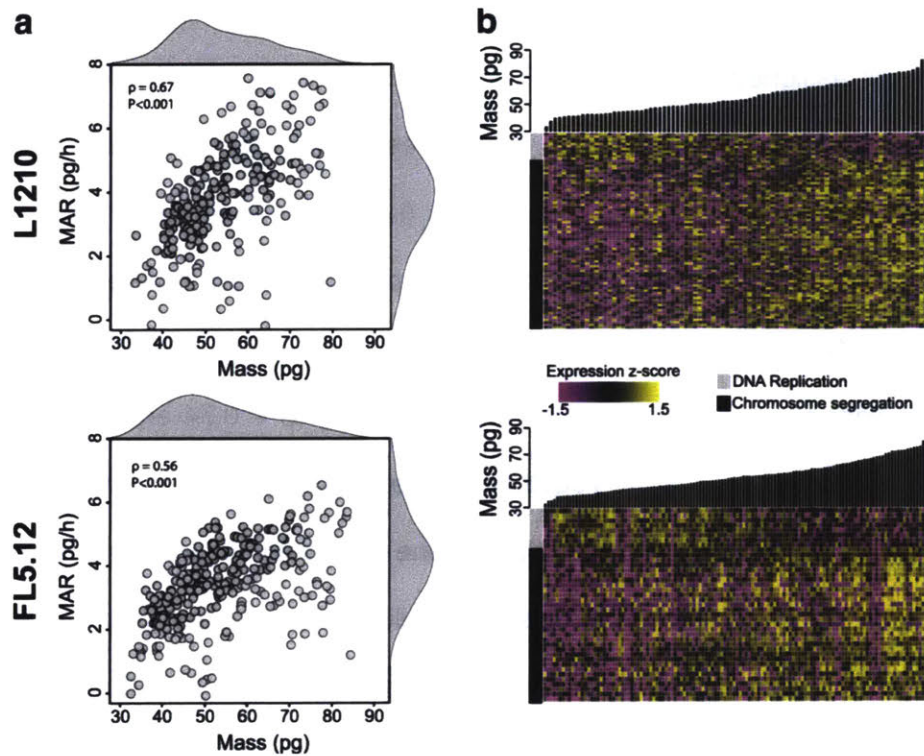 a
b
L1210
ρ = 0.67
P<0.001
MAR (pg/h)
8
6
4
2
0
30 40 50 60 70 80 90
Mass (pg)
Mass (pg)
90
70
50
30
Expression z-score
-1.5 1.5
DNA Replication
Chromosome segregation
FL5.12
ρ = 0.56
P<0.001
MAR (pg/h)
8
6
4
2
0
30 40 50 60 70 80 90
Mass (pg)
Mass (pg)
90
70
50
30